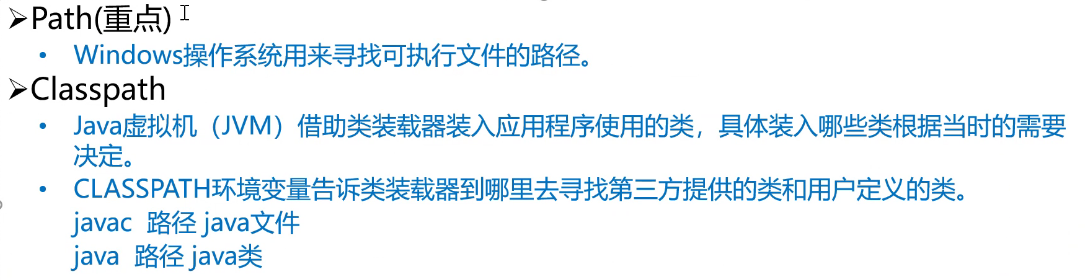 ➢Path(重点)
• Windows操作系统用来寻找可执行文件的路径。
➢Classpath
• Java虚拟机（JVM）借助类装载器装入应用程序使用的类，具体装入哪些类根据当时的需要
决定。
• CLASSPATH环境变量告诉类装载器到哪里去寻找第三方提供的类和用户定义的类。
javac 路径 java文件
java 路径 java类